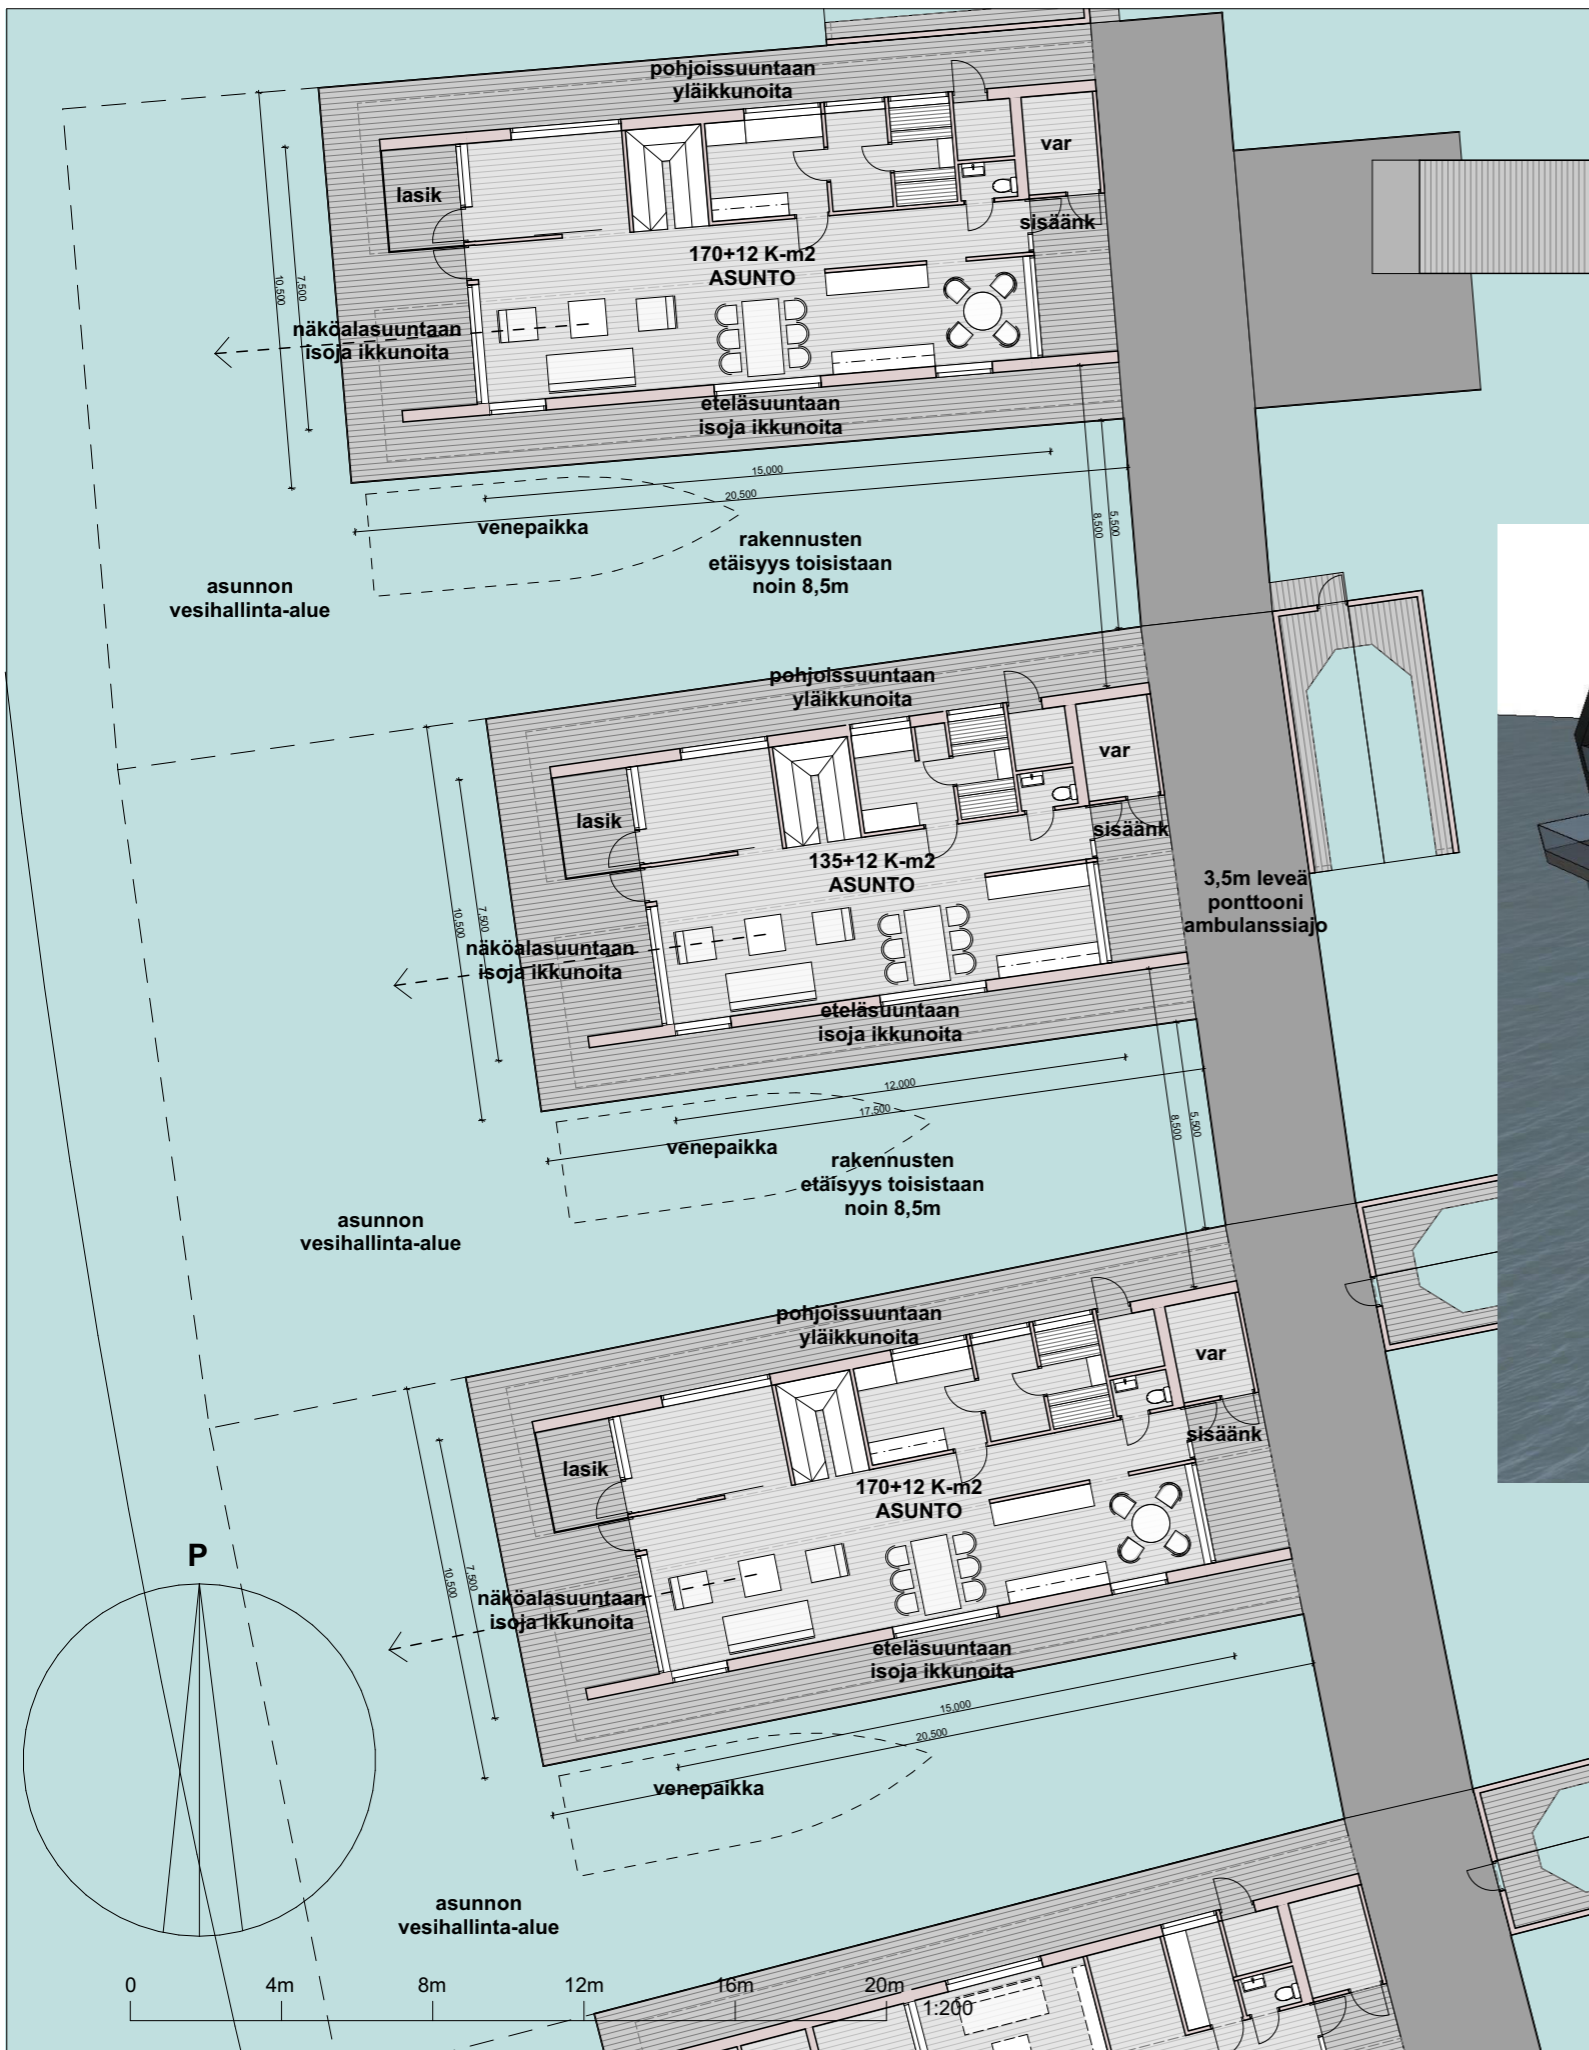 pohjoissuuntaan
yläikkunoita
var
lasik
sisäänk
170+12 K-m2
ASUNTO
10,500
7,500
näköalasuuntaan
isoja ikkunoita
eteläsuuntaan
isoja ikkunoita
15,000
20,500
8,500
5,500
venepaikka
rakennusten
etäisyys toisistaan
noin 8,5m
asunnon
vesihallinta-alue
pohjoissuuntaan
yläikkunoita
var
lasik
sisäänk
135+12 K-m2
ASUNTO
3,5m leveä
ponttooni
ambulanssiajo
10,500
7,500
näköalasuuntaan
isoja ikkunoita
eteläsuuntaan
isoja ikkunoita
12,000
17,500
8,500
5,500
venepaikka
rakennusten
etäisyys toisistaan
noin 8,5m
asunnon
vesihallinta-alue
pohjoissuuntaan
yläikkunoita
var
sisäänk
lasik
170+12 K-m2
ASUNTO
P
10,500
7,500
näköalasuuntaan
isoja ikkunoita
eteläsuuntaan
isoja ikkunoita
15,000
20,500
venepaikka
asunnon
vesihallinta-alue
0 4m 8m 12m 16m 20m
1:200